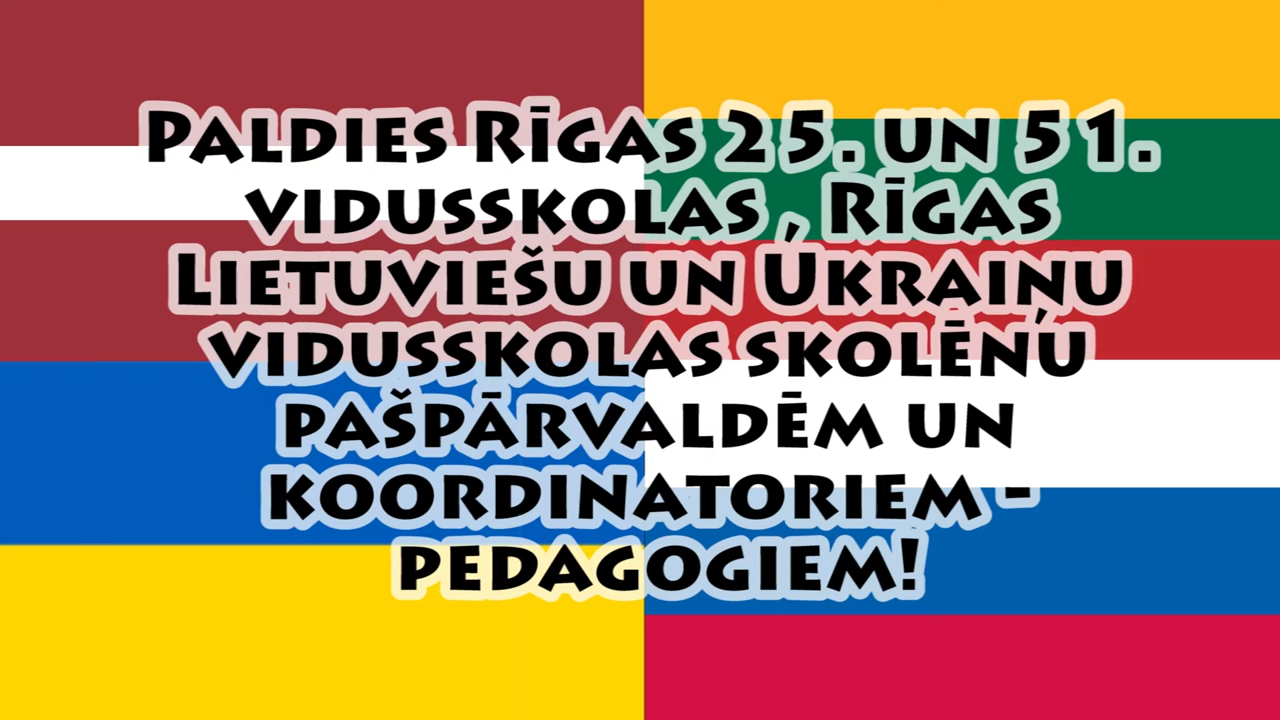 Paldies Rīgas 25. un 51.
vidusskolas , Rīgas
Lietuviešu un Ukraiņu
vidusskolas skolēnu
pašpārvaldēm un
koordinatoriem -
pedagogiem!